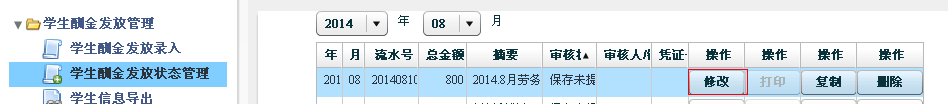 学生酬金发放管理
学生酬金发放录入
学生酬金发放状态管理
学生信息导出
2014 年 08 月
年 月 流水号 总金额 摘要 审核 审核人 凭证 操作 操作 操作 操作
201 08 20140810 800 2014.8月劳务 保存未提 修改 打印 复制 删除